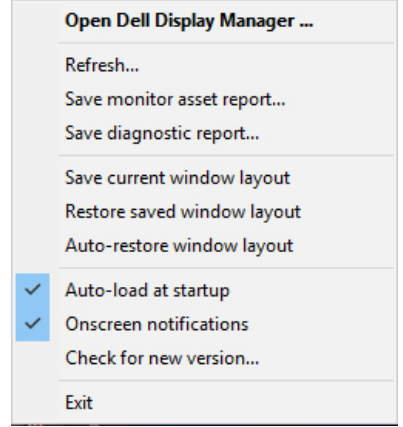 Open Dell Display Manager ...
Refresh...
Save monitor asset report...
Save diagnostic report...
Save current window layout
Restore saved window layout
Auto-restore window layout
Auto-load at startup
Onscreen notifications
Check for new version...
Exit